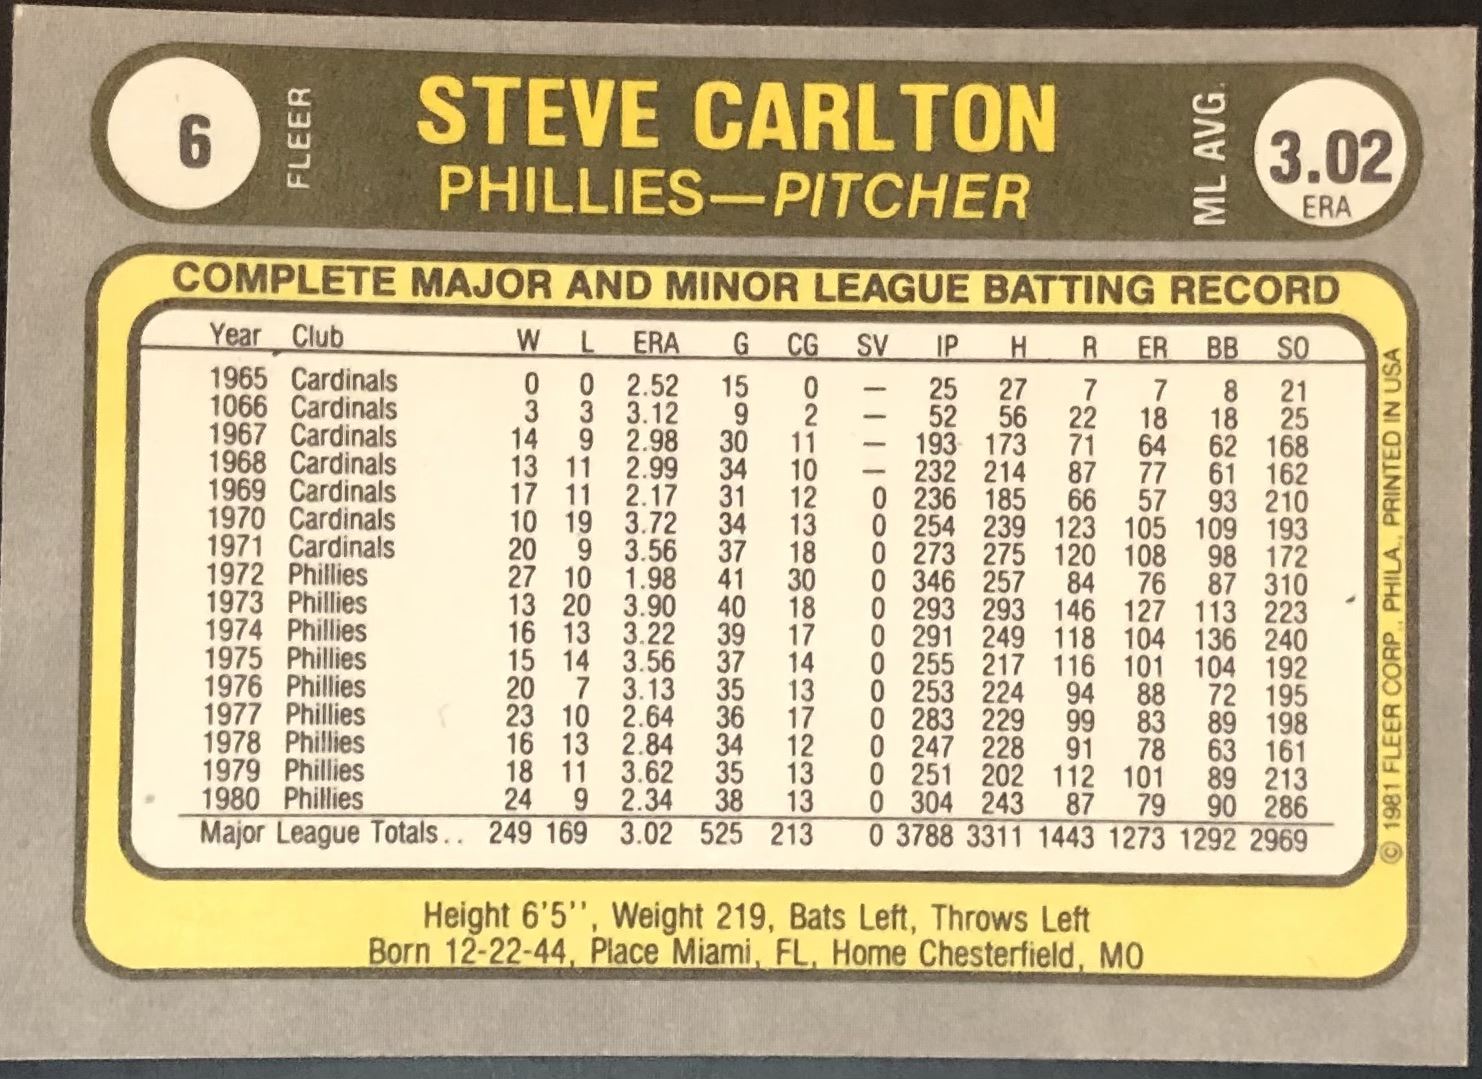 6 FLEER STEVE CARLTON ML AVG. 3.02
PHILLIES—PITCHER ERA
COMPLETE MAJOR AND MINOR LEAGUE BATTING RECORD
Year Club W L ERA G CG SV IP H R ER BB SO
1965 Cardinals 0 0 2.52 15 0 — 25 27 7 7 8 21
1066 Cardinals 3 3 3.12 9 2 — 52 56 22 18 18 25
1967 Cardinals 14 9 2.98 30 11 — 193 173 71 64 62 168
1968 Cardinals 13 11 2.99 34 10 — 232 214 87 77 61 162
1969 Cardinals 17 11 2.17 31 12 0 236 185 66 57 93 210
1970 Cardinals 10 19 3.72 34 13 0 254 239 123 105 109 193
1971 Cardinals 20 9 3.56 37 18 0 273 275 120 108 98 172
1972 Phillies 27 10 1.98 41 30 0 346 257 84 76 87 310
1973 Phillies 13 20 3.90 40 18 0 293 293 146 127 113 223
1974 Phillies 16 13 3.22 39 17 0 291 249 118 104 136 240
1975 Phillies 15 14 3.56 37 14 0 255 217 116 101 104 192
1976 Phillies 20 7 3.13 35 13 0 253 224 94 88 72 195
1977 Phillies 23 10 2.64 36 17 0 283 229 99 83 89 198
1978 Phillies 16 13 2.84 34 12 0 247 228 91 78 63 161
1979 Phillies 18 11 3.62 35 13 0 251 202 112 101 89 213
1980 Phillies 24 9 2.34 38 13 0 304 243 87 79 90 286
Major League Totals.. 249 169 3.02 525 213 0 3788 3311 1443 1273 1292 2969
Height 6'5'', Weight 219, Bats Left, Throws Left
Born 12-22-44, Place Miami, FL, Home Chesterfield, MO
© 1981 FLEER CORP., PHILA., PRINTED IN USA